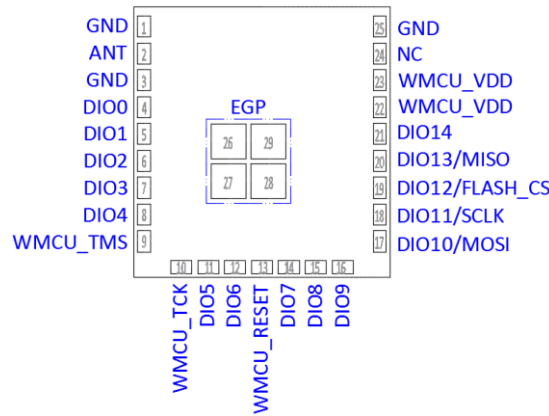 GND 1
ANT 2
GND 3
DIO0 4
DIO1 5
DIO2 6
DIO3 7
DIO4 8
WMCU_TMS 9
10 WMCU_TCK
11 DIO5
12 DIO6
13 WMCU_RESET
14 DIO7
15 DIO8
16 DIO9
25 GND
24 NC
23 WMCU_VDD
22 WMCU_VDD
21 DIO14
20 DIO13/MISO
19 DIO12/FLASH_CS
18 DIO11/SCLK
17 DIO10/MOSI
EGP
26 29
27 28